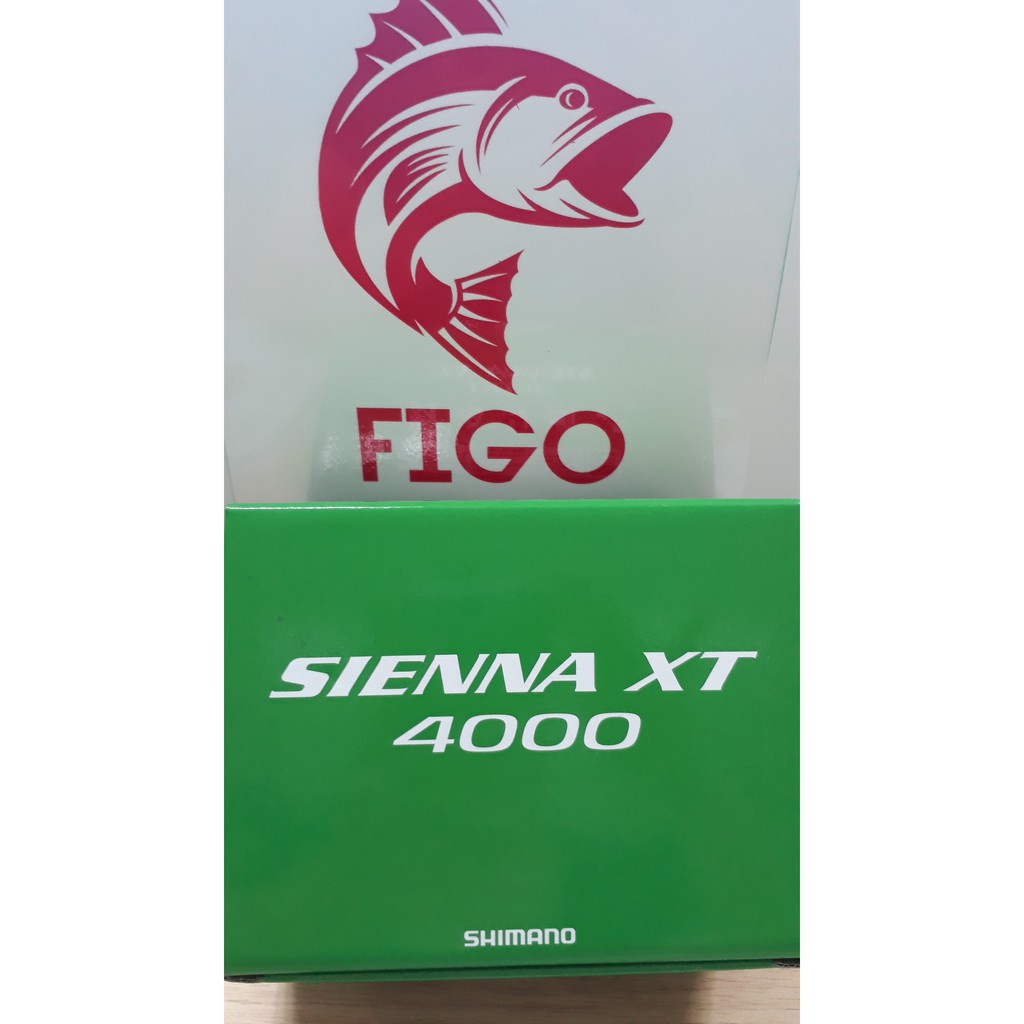 FIGO
SIENNA XT
4000
SHIMANO